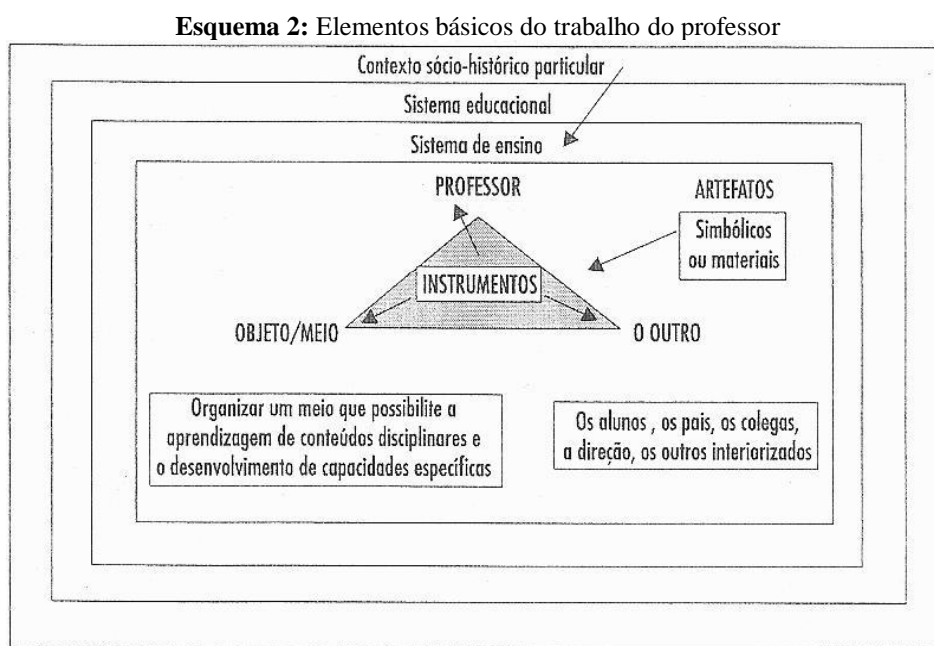 Esquema 2: Elementos básicos do trabalho do professor
Contexto sócio-histórico particular
Sistema educacional
Sistema de ensino
PROFESSOR
ARTEFATOS
Simbólicos
ou materiais
INSTRUMENTOS
OBJETO/MEIO
O OUTRO
Organizar um meio que possibilite a
aprendizagem de conteúdos disciplinares e
o desenvolvimento de capacidades específicas
Os alunos , os pais, os colegas,
a direção, os outros interiorizados